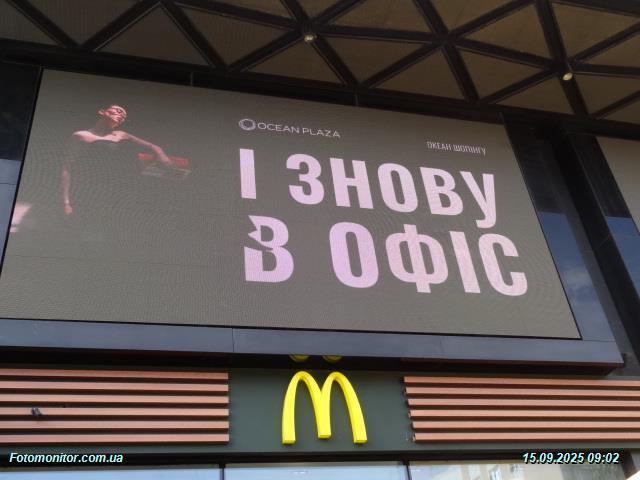 OCEAN PLAZA
ОКЕАН ШОПІНГУ
І ЗНОВУ
В ОФІС
Fotomonitor.com.ua
15.09.2025 09:02